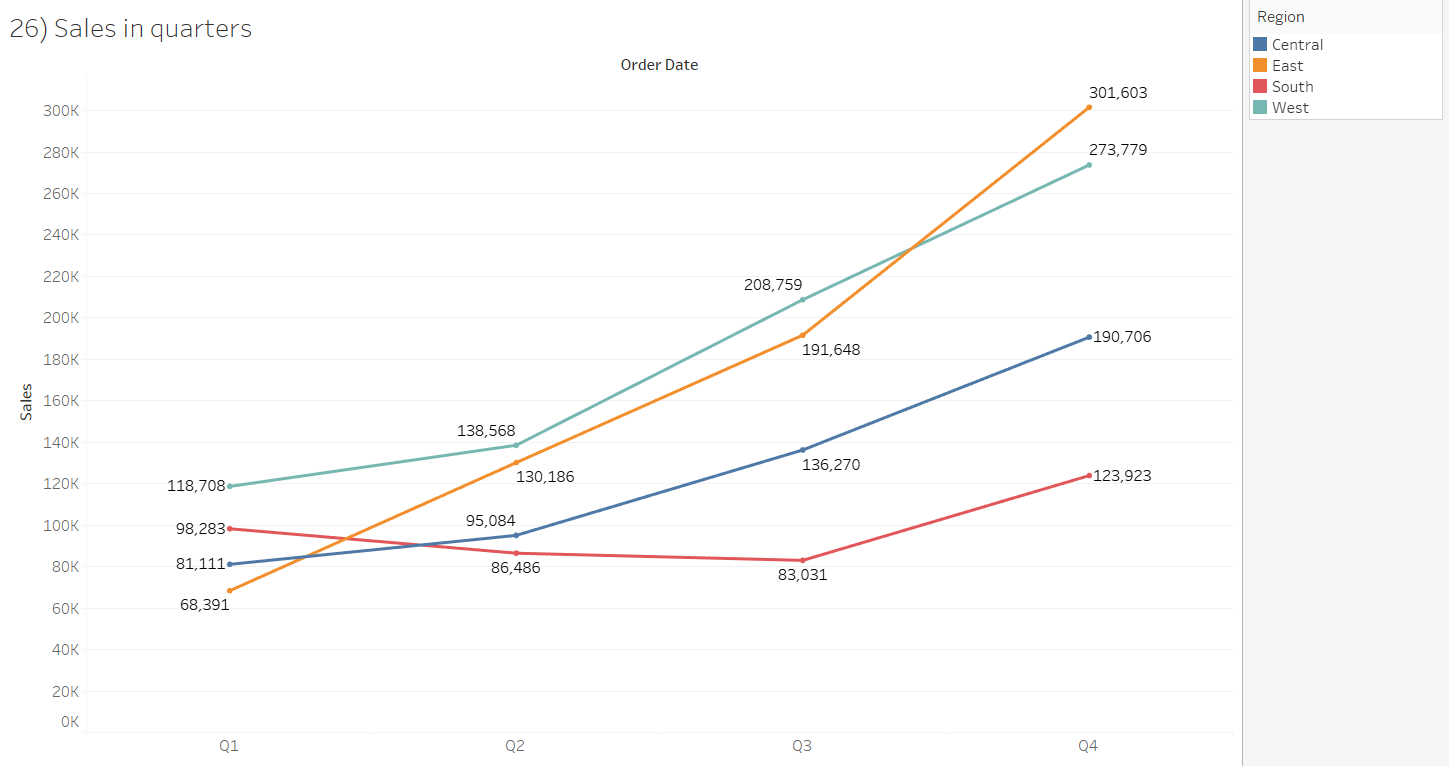 26) Sales in quarters
Order Date
Region
Central
East
South
West
300K
280K
260K
240K
220K
200K
180K
160K
140K
120K
100K
80K
60K
40K
20K
0K
Sales
301,603
273,779
208,759
191,648
190,706
138,568
130,186
136,270
118,708
123,923
98,283
95,084
81,111
86,486
83,031
68,391
Q1
Q2
Q3
Q4